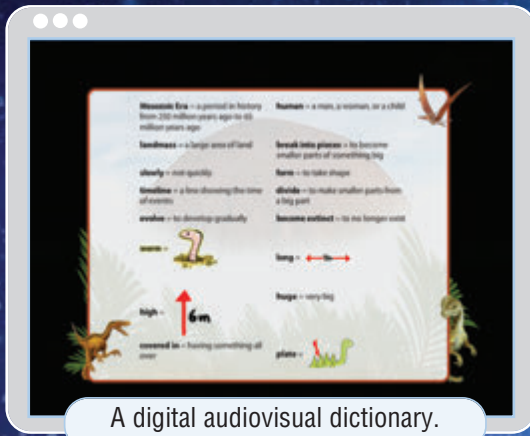 Mesozoic Era – a period in history
from 250 million years ago to 65
million years ago
landmass – a large area of land
slowly – not quickly
timeline – a line showing the time
of events
evolve – to develop gradually
worm –
high – 6m
covered in – having something all
over
human – a man, a woman, or a child
break into pieces – to become
smaller parts of something big
form – to take shape
divide – to make smaller parts from
a big part
become extinct – to no longer exist
long –
huge – very big
plate –
A digital audiovisual dictionary.